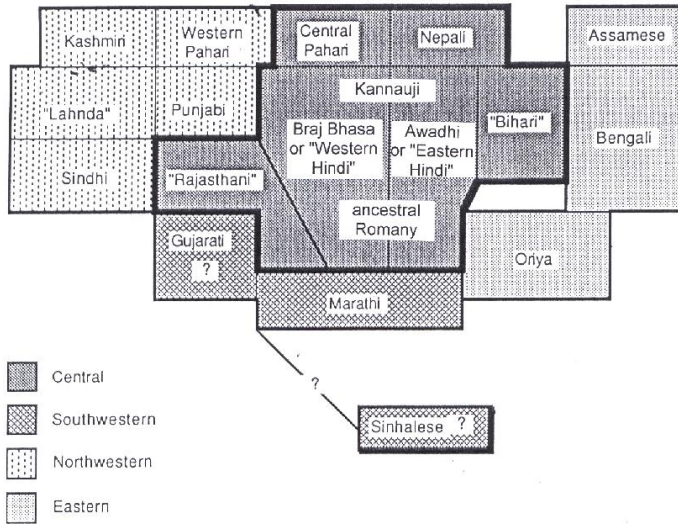 Kashmiri
Western
Pahari
Central
Pahari
Nepali
Assamese
"Lahnda"
Punjabi
Kannauji
"Bihari"
Bengali
Braj Bhasa
or "Western
Hindi"
Awadhi
or "Eastern
Hindi"
Sindhi
"Rajasthani"
ancestral
Romany
Gujarati
?
Oriya
Marathi
?
Sinhalese ?
Central
Southwestern
Northwestern
Eastern